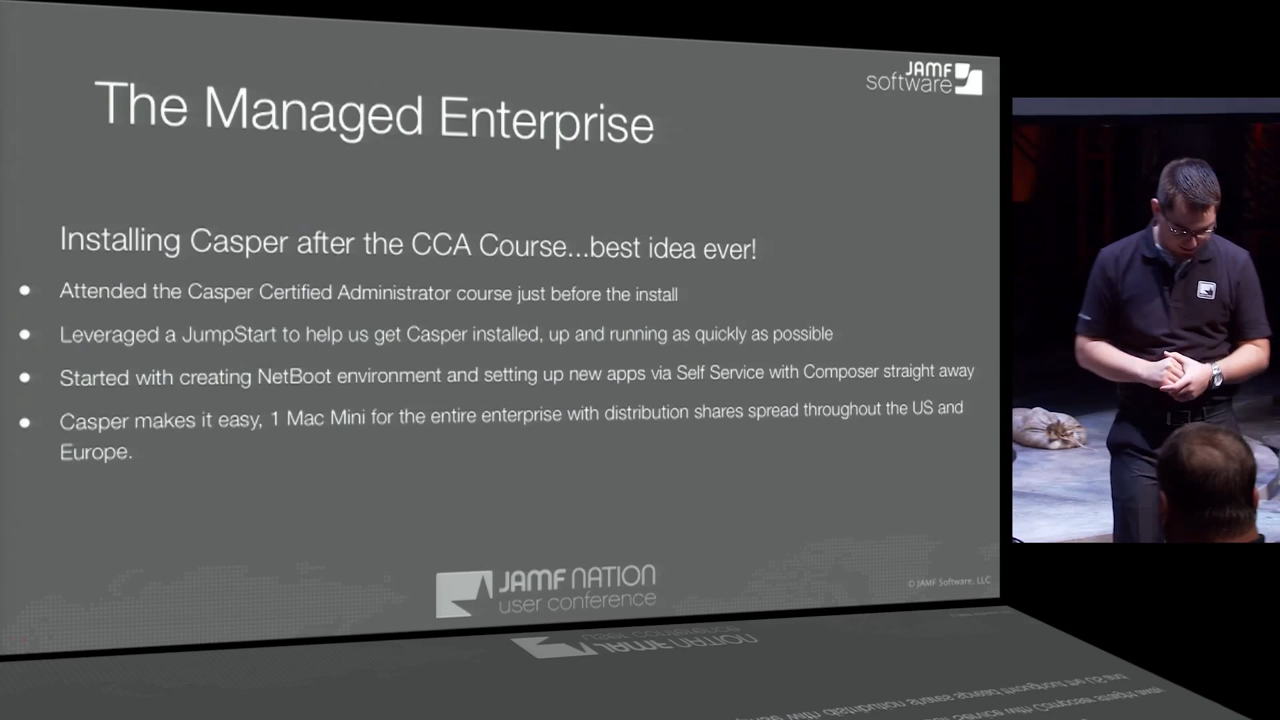 JAMF
software
The Managed Enterprise
Installing Casper after the CCA Course...best idea ever!
Attended the Casper Certified Administrator course just before the install
Leveraged a JumpStart to help us get Casper installed, up and running as quickly as possible
Started with creating NetBoot environment and setting up new apps via Self Service with Composer straight away
Casper makes it easy, 1 Mac Mini for the entire enterprise with distribution shares spread throughout the US and
Europe.
JAMF NATION
user conference
© JAMF Software, LLC